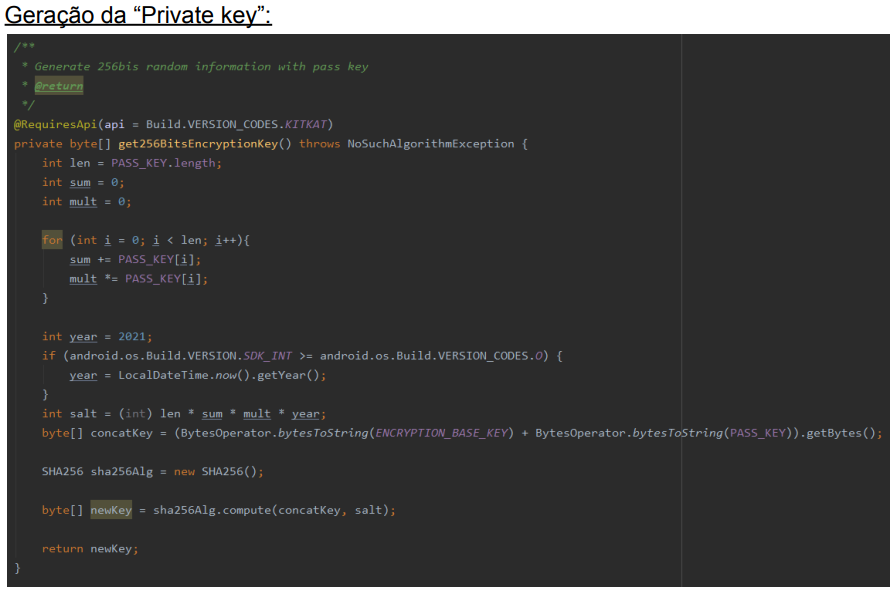 Geração da “Private key”:
/**
 * Generate 256bis random information with pass key
 * @return
 */
@RequiresApi(api = Build.VERSION_CODES.KITKAT)
private byte[] get256BitsEncryptionKey() throws NoSuchAlgorithmException {
    int len = PASS_KEY.length;
    int sum = 0;
    int mult = 0;

    for (int i = 0; i < len; i++){
        sum += PASS_KEY[i];
        mult *= PASS_KEY[i];
    }

    int year = 2021;
    if (android.os.Build.VERSION.SDK_INT >= android.os.Build.VERSION_CODES.O) {
        year = LocalDateTime.now().getYear();
    }
    int salt = (int) len * sum * mult * year;
    byte[] concatKey = (BytesOperator.bytesToString(ENCRYPTION_BASE_KEY) + BytesOperator.bytesToString(PASS_KEY)).getBytes();

    SHA256 sha256Alg = new SHA256();

    byte[] newKey = sha256Alg.compute(concatKey, salt);

    return newKey;
}